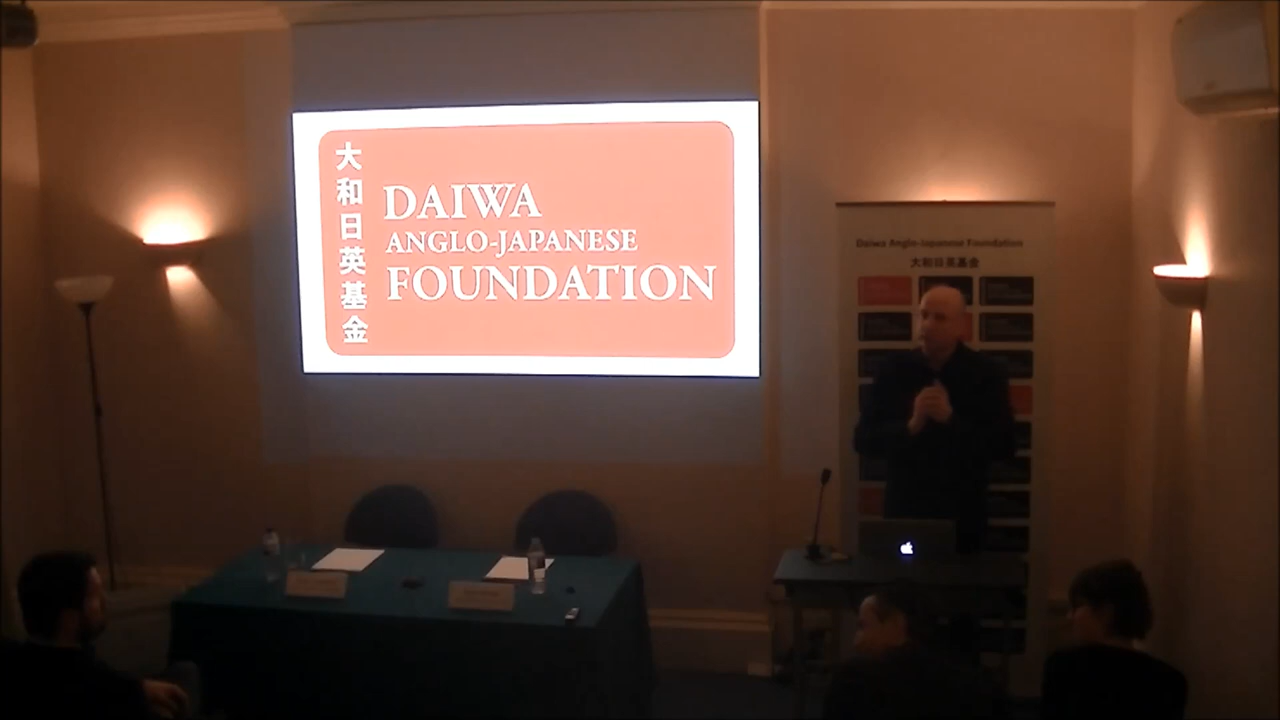 大和日英基金
DAIWA
ANGLO-JAPANESE
FOUNDATION
Daiwa Anglo-Japanese Foundation
大和日英基金